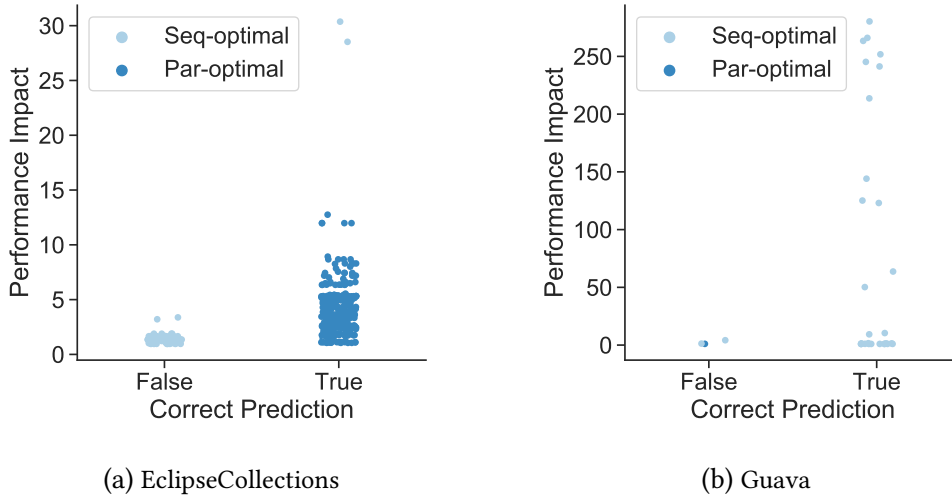 Performance Impact
30
25
20
15
10
5
0
Seq-optimal
Par-optimal
False
True
Correct Prediction
(a) EclipseCollections
Performance Impact
250
200
150
100
50
0
Seq-optimal
Par-optimal
False
True
Correct Prediction
(b) Guava